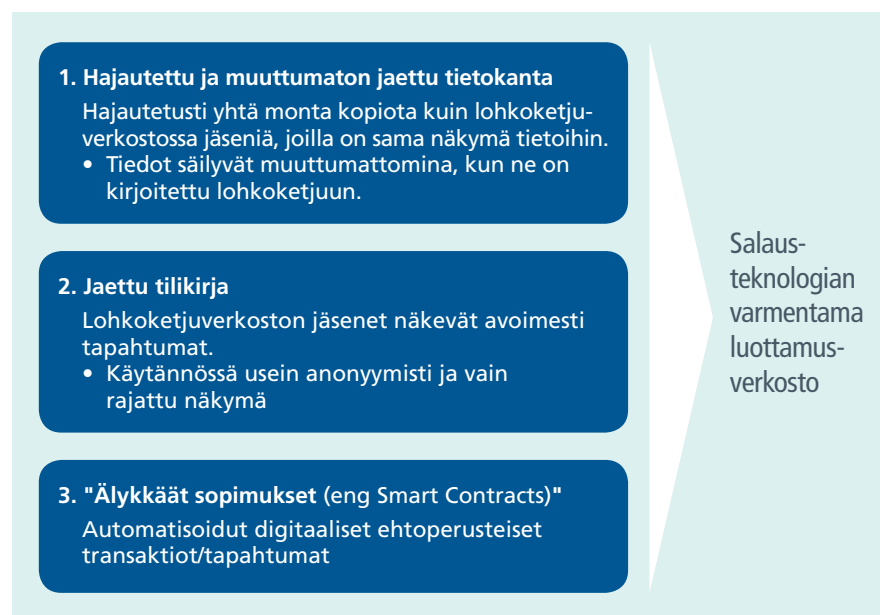 1. Hajautettu ja muuttumaton jaettu tietokanta
Hajautetusti yhtä monta kopiota kuin lohkoketju-
verkostossa jäseniä, joilla on sama näkymä tietoihin.
• Tiedot säilyvät muuttumattomina, kun ne on
kirjoitettu lohkoketjuun.
2. Jaettu tilikirja
Lohkoketjuverkoston jäsenet näkevät avoimesti
tapahtumat.
• Käytännössä usein anonyymisti ja vain
rajattu näkymä
3. "Älykkäät sopimukset (eng Smart Contracts)"
Automatisoidut digitaaliset ehtoperusteiset
transaktiot/tapahtumat
Salaus-
teknologian
varmentama
luottamus-
verkosto